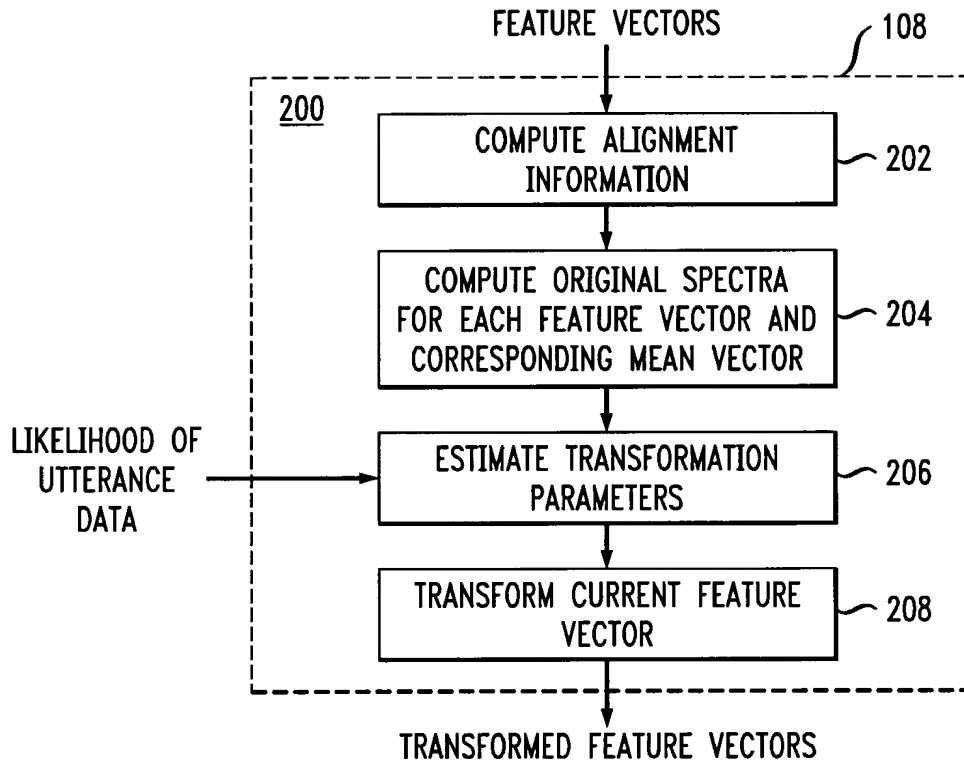 FEATURE VECTORS
108
200
COMPUTE ALIGNMENT
INFORMATION
202
COMPUTE ORIGINAL SPECTRA
FOR EACH FEATURE VECTOR AND
CORRESPONDING MEAN VECTOR
204
LIKELIHOOD OF
UTTERANCE
DATA
ESTIMATE TRANSFORMATION
PARAMETERS
206
TRANSFORM CURRENT FEATURE
VECTOR
208
TRANSFORMED FEATURE VECTORS